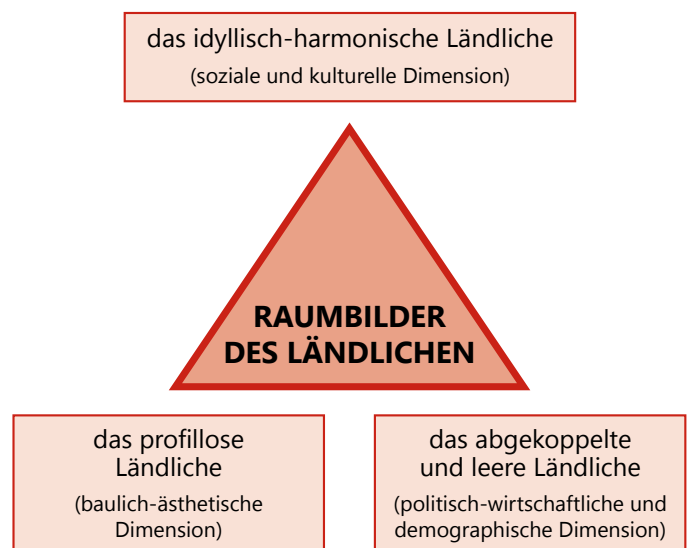 das idyllisch-harmonische Ländliche
(soziale und kulturelle Dimension)
RAUMBILDER
DES LÄNDLICHEN
das profillose
Ländliche
(baulich-ästhetische
Dimension)
das abgekoppelte
und leere Ländliche
(politisch-wirtschaftliche und
demographische Dimension)